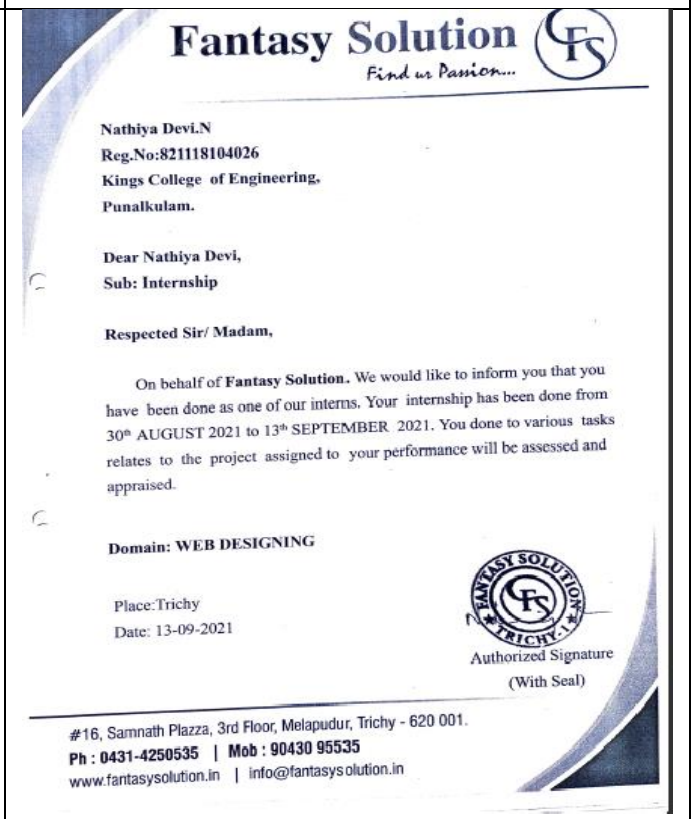 Fantasy Solution
CFS
Find ur Passion...
Nathiya Devi.N
Reg.No:821118104026
Kings College of Engineering,
Punalkulam.
Dear Nathiya Devi,
Sub: Internship
Respected Sir/ Madam,
On behalf of Fantasy Solution. We would like to inform you that you
have been done as one of our interns. Your internship has been done from
30th AUGUST 2021 to 13th SEPTEMBER 2021. You done to various tasks
relates to the project assigned to your performance will be assessed and
appraised.
Domain: WEB DESIGNING
Place:Trichy
Date: 13-09-2021
FANTASY SOLUTION
CFS
TRICHY-1
Authorized Signature
(With Seal)
#16, Samnath Plazza, 3rd Floor, Melapudur, Trichy - 620 001.
Ph : 0431-4250535 | Mob : 90430 95535
www.fantasysolution.in | info@fantasysolution.in